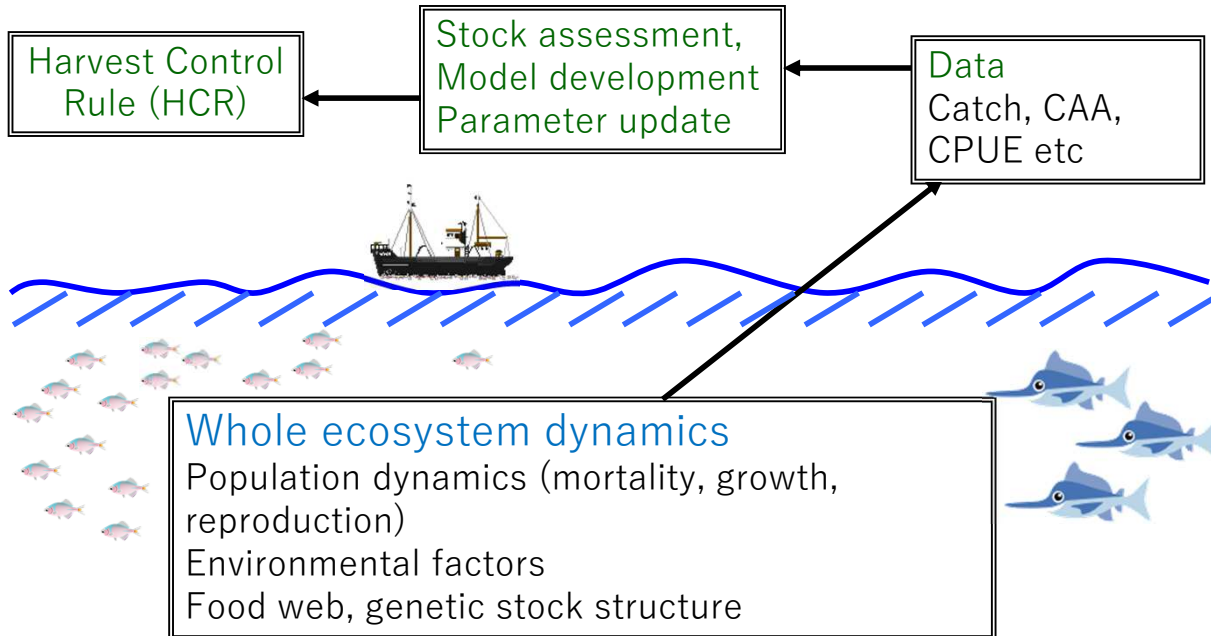 Harvest Control
Rule (HCR)
Stock assessment,
Model development
Parameter update
Data
Catch, CAA,
CPUE etc
Whole ecosystem dynamics
Population dynamics (mortality, growth,
reproduction)
Environmental factors
Food web, genetic stock structure